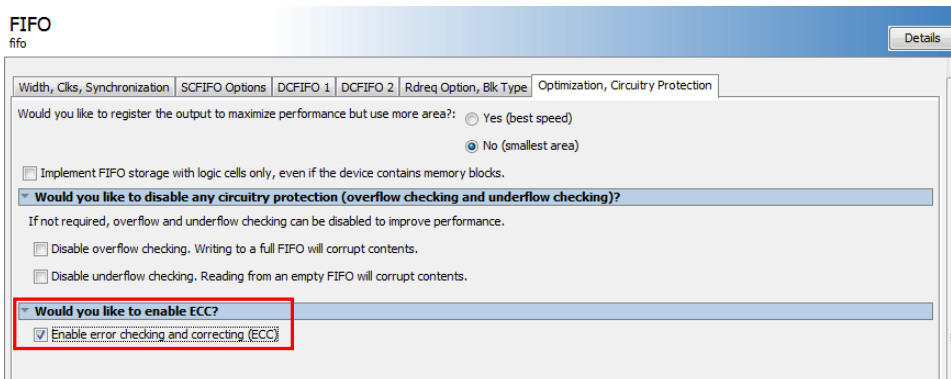 FIFO
fifo
Details
Width, Clks, Synchronization SCFIFO Options DCFIFO 1 DCFIFO 2 Rdreq Option, Blk Type Optimization, Circuitry Protection
Would you like to register the output to maximize performance but use more area?: Yes (best speed)
No (smallest area)
Implement FIFO storage with logic cells only, even if the device contains memory blocks.
Would you like to disable any circuitry protection (overflow checking and underflow checking)?
If not required, overflow and underflow checking can be disabled to improve performance.
Disable overflow checking. Writing to a full FIFO will corrupt contents.
Disable underflow checking. Reading from an empty FIFO will corrupt contents.
Would you like to enable ECC?
Enable error checking and correcting (ECC)